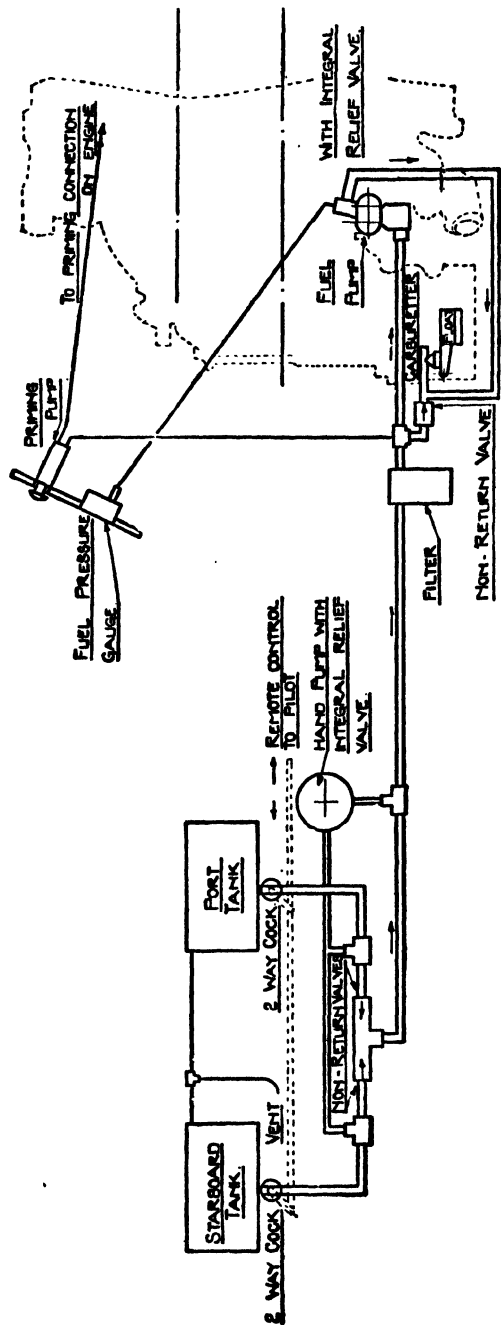 STARBOARD
TANK.
PORT
TANK
2 WAY COCK
VENT
2 WAY COCK
NON-RETURN VALVES
REMOTE CONTROL
TO PILOT
HAND PUMP WITH
INTEGRAL RELIEF
VALVE.
FUEL PRESSURE
GAUGE
PRIMING
PUMP
TO PRIMING CONNECTION
ON ENGINE
FUEL
PUMP
WITH INTEGRAL
RELIEF VALVE.
CARBURETTER
FLOAT
FILTER
NON-RETURN VALVE